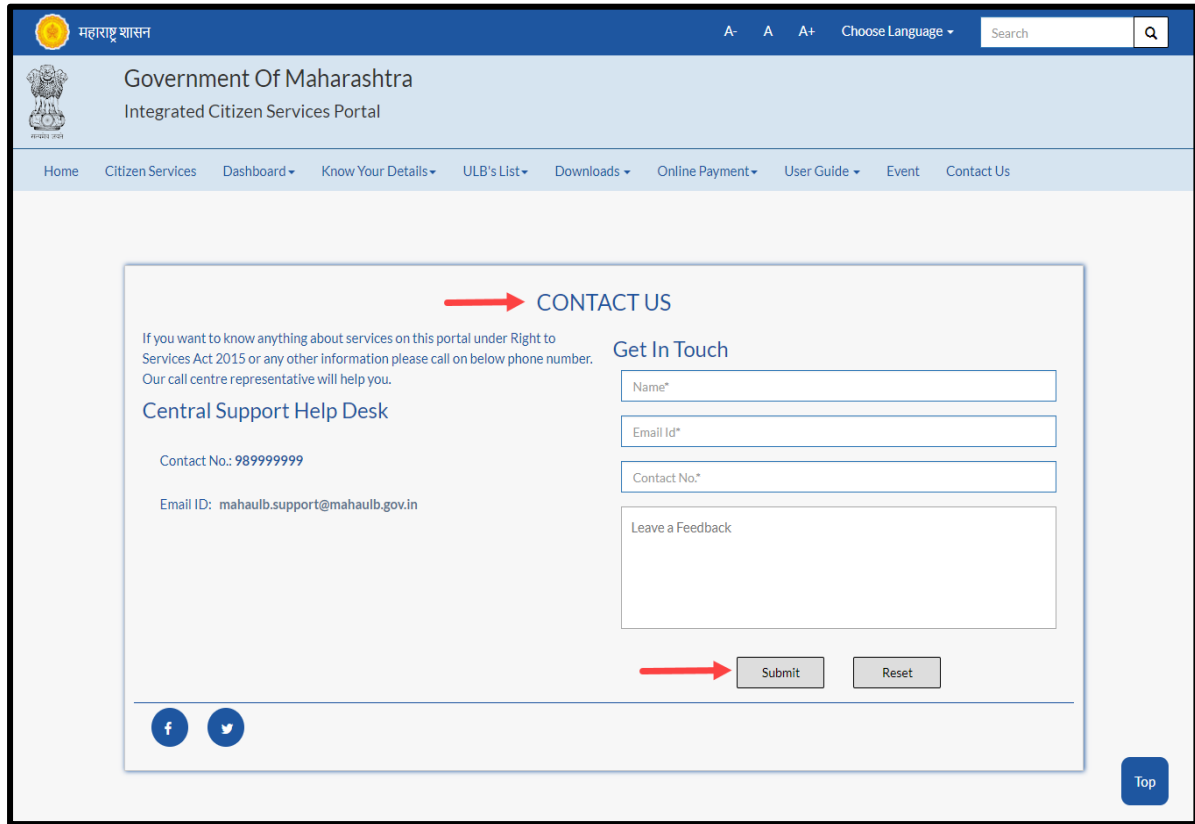 महाराष्ट्र शासन A- A A+ Choose Language Search
Government Of Maharashtra
Integrated Citizen Services Portal
सत्यमेव जयते
Home Citizen Services Dashboard Know Your Details ULB's List Downloads Online Payment User Guide Event Contact Us
CONTACT US
If you want to know anything about services on this portal under Right to
Services Act 2015 or any other information please call on below phone number.
Our call centre representative will help you.
Central Support Help Desk
Contact No.: 989999999
Email ID: mahaulb.support@mahaulb.gov.in
Get In Touch
Name*
Email Id*
Contact No.*
Leave a Feedback
Submit Reset
Top